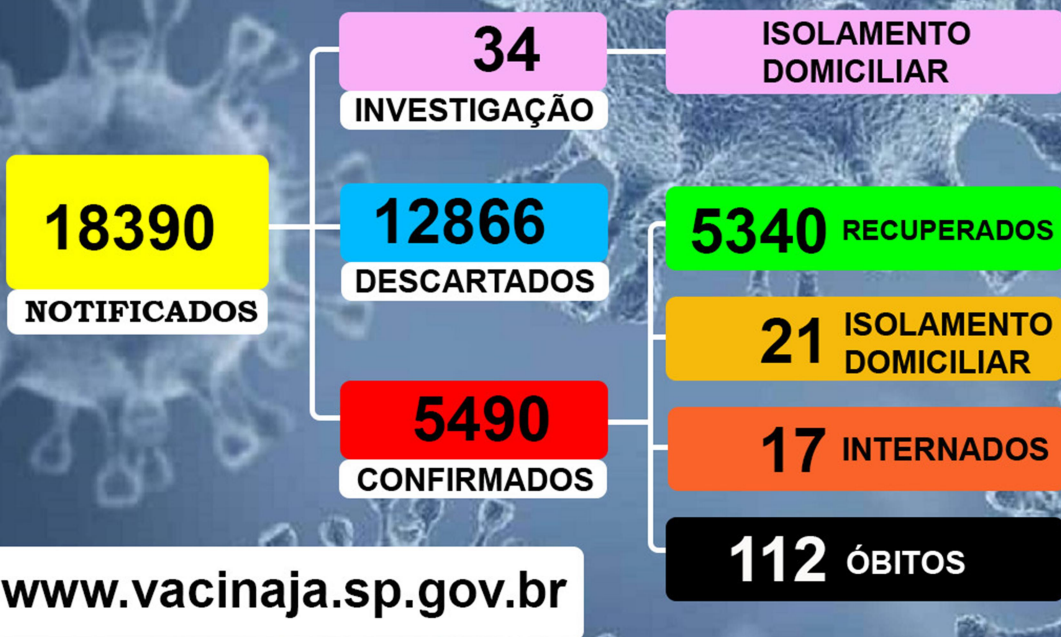 34
INVESTIGAÇÃO
ISOLAMENTO
DOMICILIAR
18390
NOTIFICADOS
12866
DESCARTADOS
5490
CONFIRMADOS
5340 RECUPERADOS
21 ISOLAMENTO
DOMICILIAR
17 INTERNADOS
112 ÓBITOS
www.vacinaja.sp.gov.br